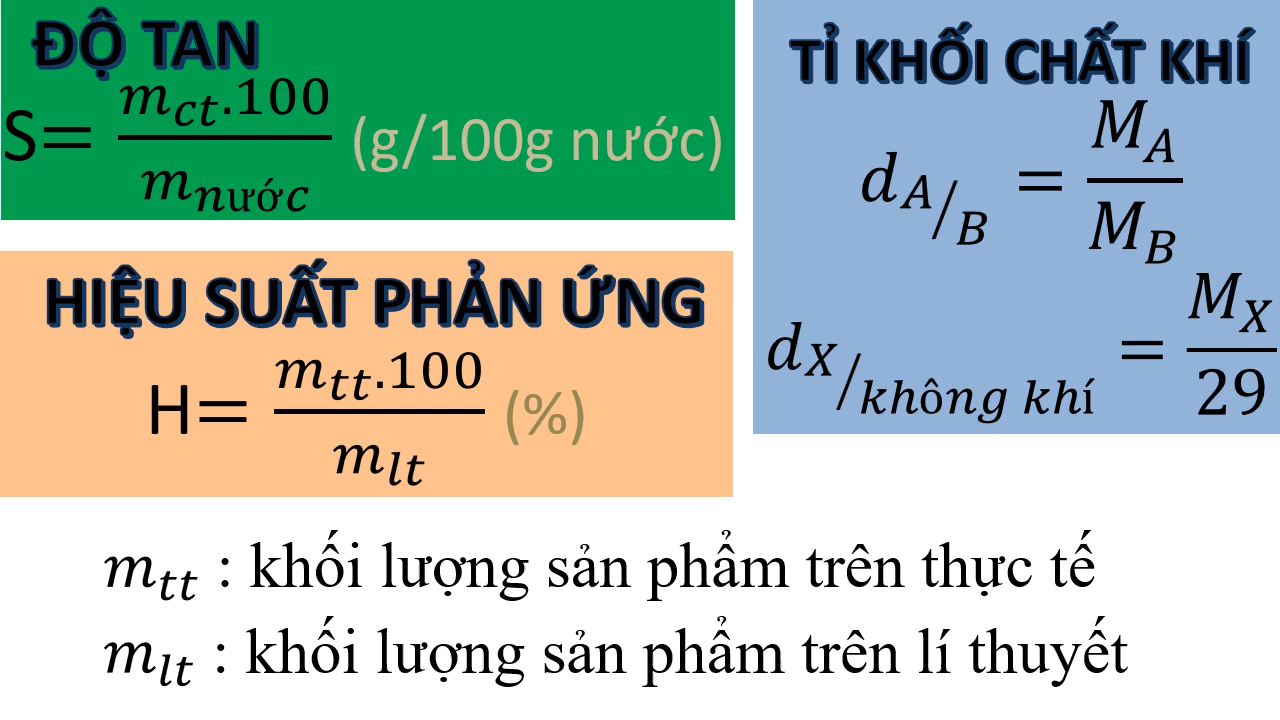 ĐỘ TAN
S= m_ct.100 / m_nước (g/100g nước)
HIỆU SUẤT PHẢN ỨNG
H= m_tt.100 / m_lt (%)
TỈ KHỐI CHẤT KHÍ
d_A/B = M_A / M_B
d_X/không khí = M_X / 29
m_tt : khối lượng sản phẩm trên thực tế
m_lt : khối lượng sản phẩm trên lí thuyết